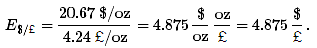 E$/£ = 20.67 $/oz / 4.24 £/oz = 4.875 $/oz oz/£ = 4.875 $/£.